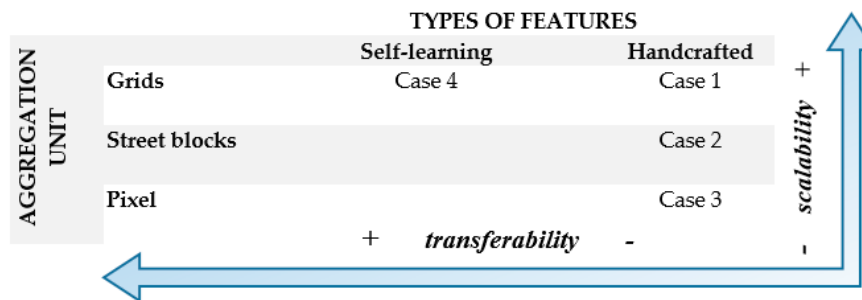 TYPES OF FEATURES
Self-learning Handcrafted
AGGREGATION
UNIT
Grids Case 4 Case 1
Street blocks Case 2
Pixel Case 3
+ transferability -
- scalability +